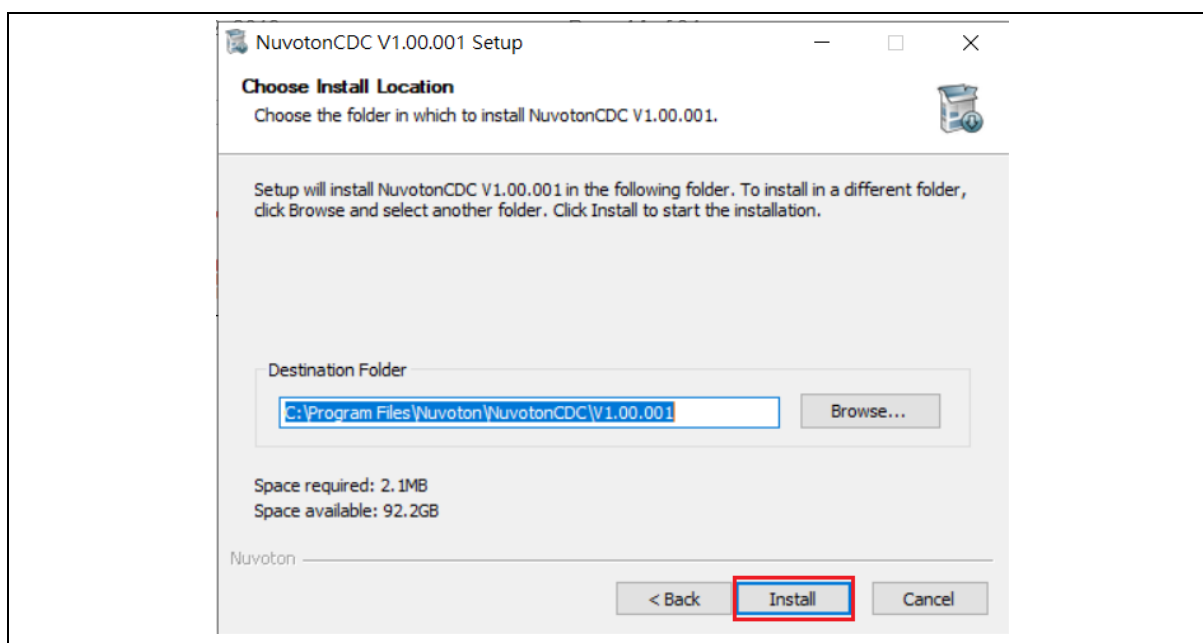 NuvotonCDC V1.00.001 Setup
Choose Install Location
Choose the folder in which to install NuvotonCDC V1.00.001.
Setup will install NuvotonCDC V1.00.001 in the following folder. To install in a different folder,
click Browse and select another folder. Click Install to start the installation.
Destination Folder
C:\Program Files\Nuvoton\NuvotonCDC\V1.00.001
Browse...
Space required: 2.1MB
Space available: 92.2GB
Nuvoton
< Back
Install
Cancel